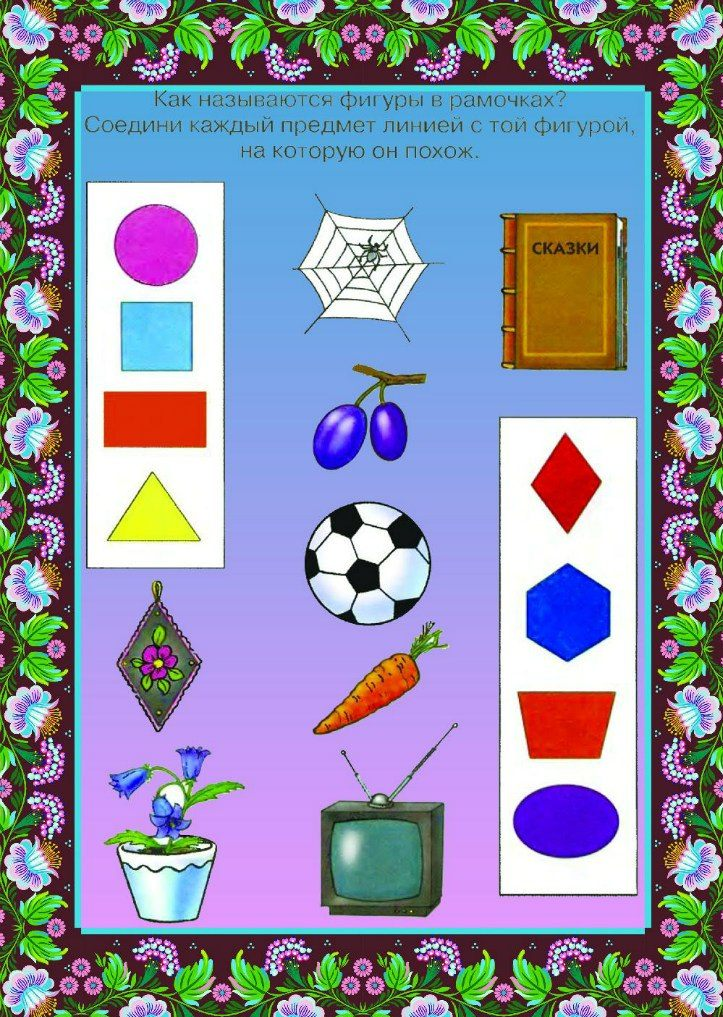 Как называются фигуры в рамочках?
Соедини каждый предмет линией с той фигурой,
на которую он похож.
СКАЗКИ